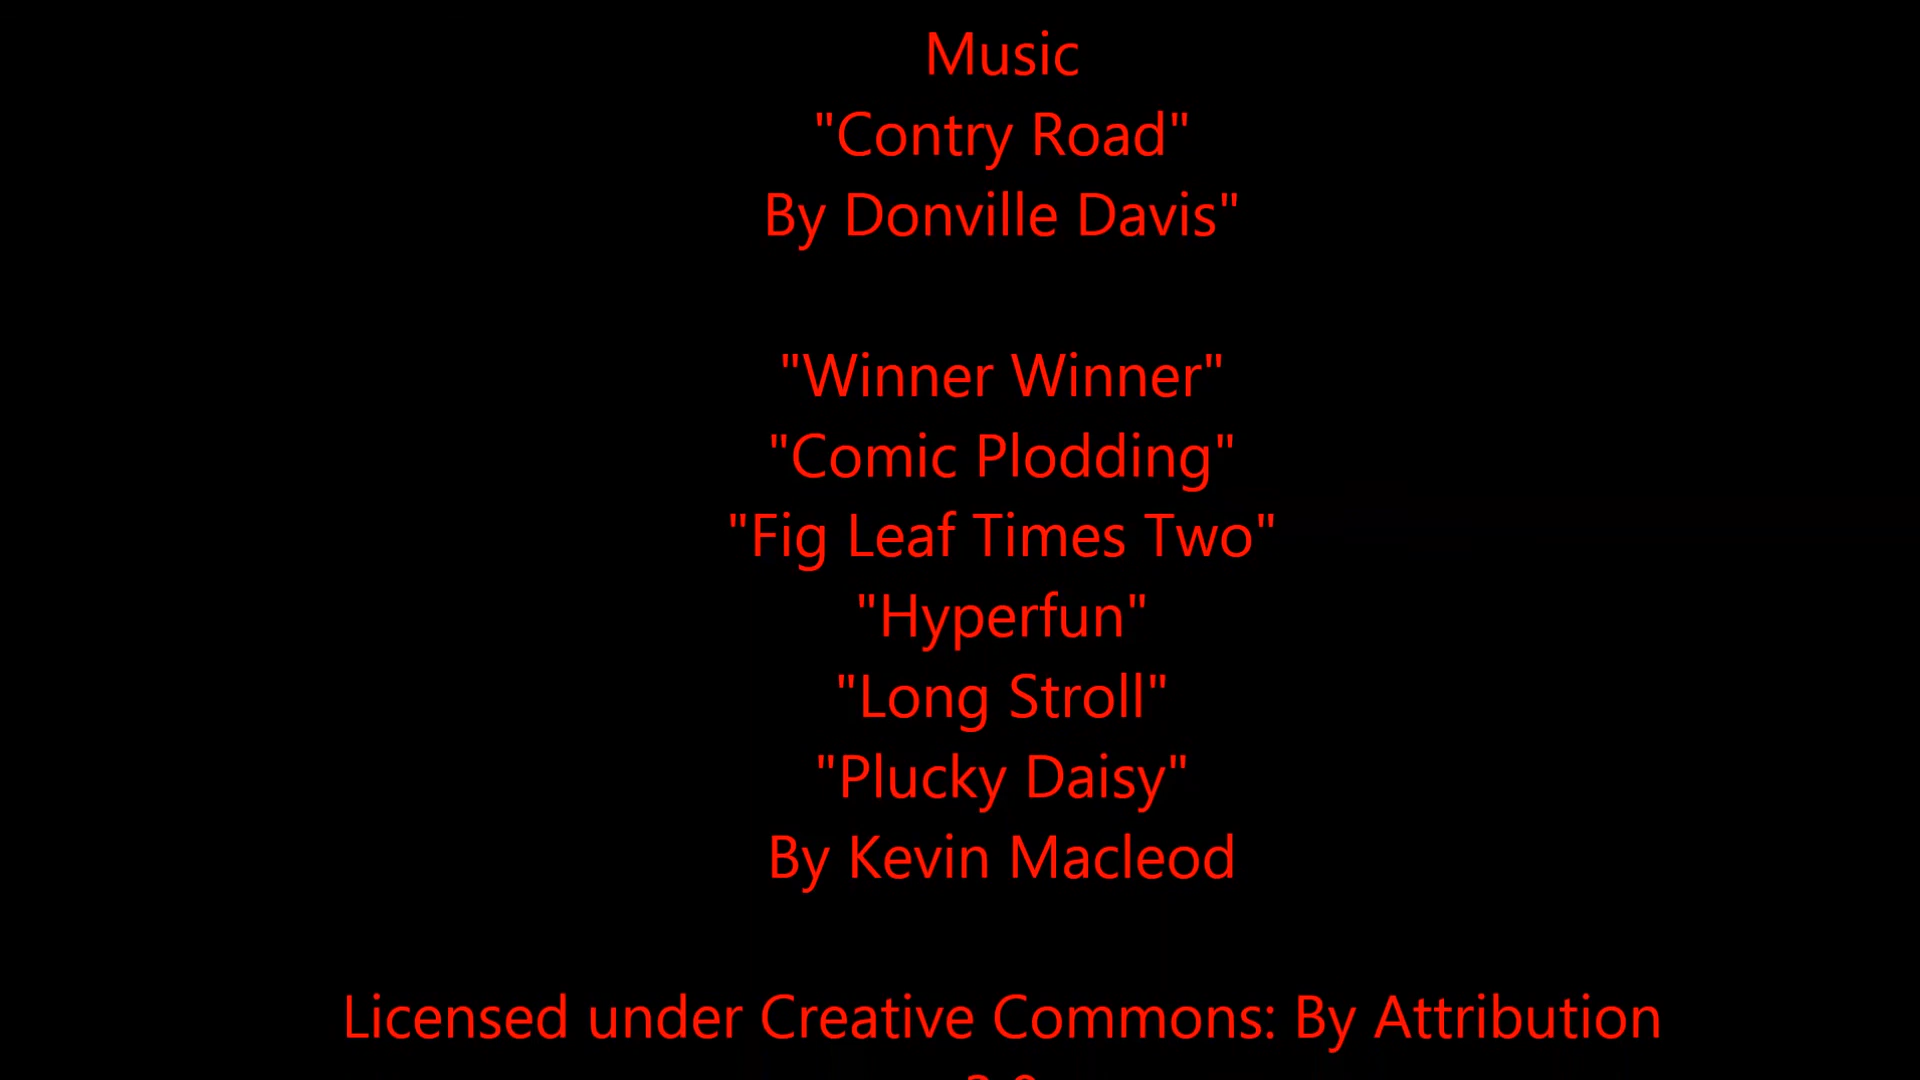 Music
"Contry Road"
By Donville Davis"
"Winner Winner"
"Comic Plodding"
"Fig Leaf Times Two"
"Hyperfun"
"Long Stroll"
"Plucky Daisy"
By Kevin Macleod
Licensed under Creative Commons: By Attribution